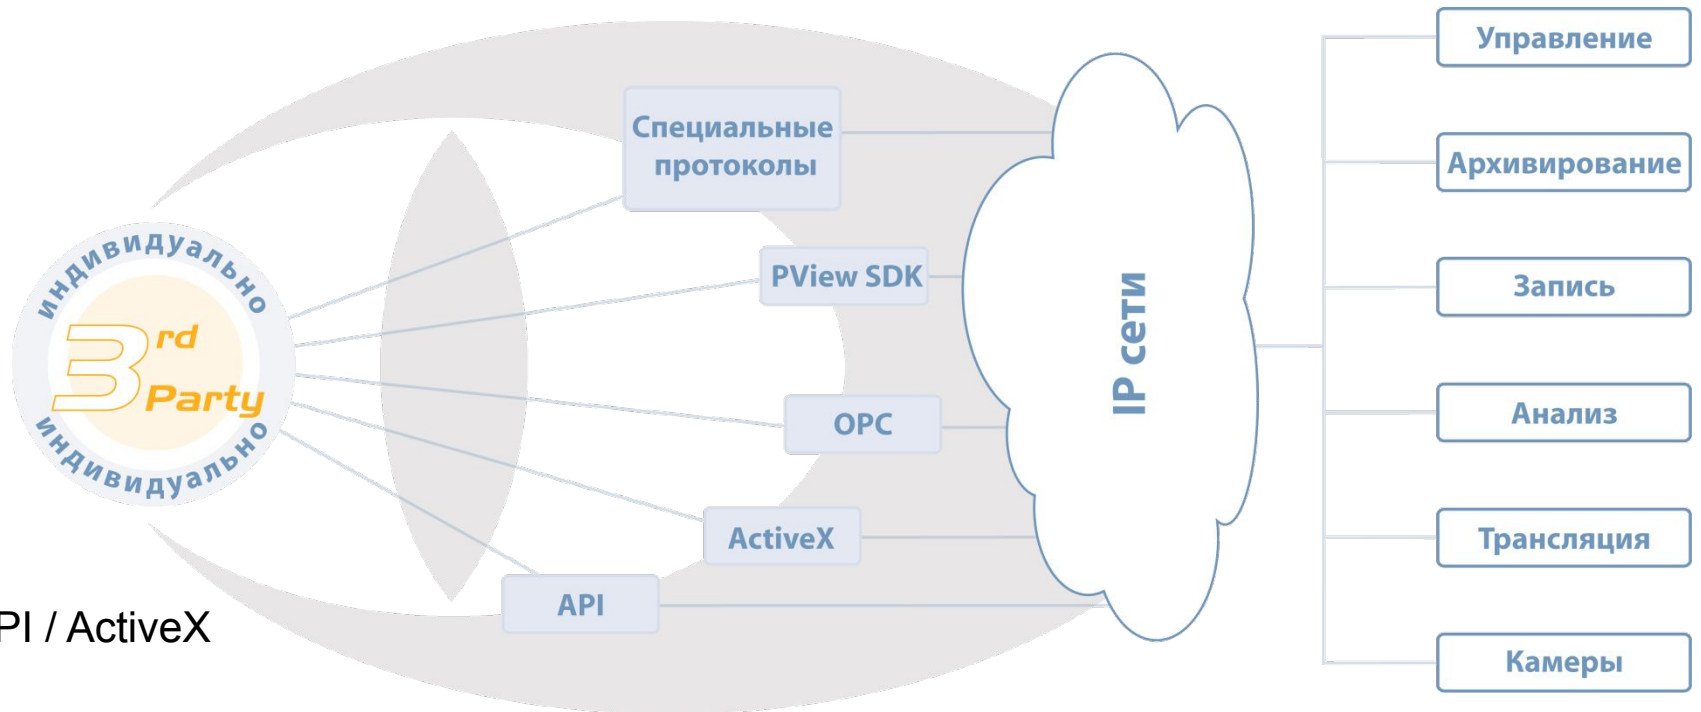 индивидуально
3rd
Party
индивидуально
Специальные
протоколы
PView SDK
OPC
ActiveX
API
PI / ActiveX
IP сети
Управление
Архивирование
Запись
Анализ
Трансляция
Камеры